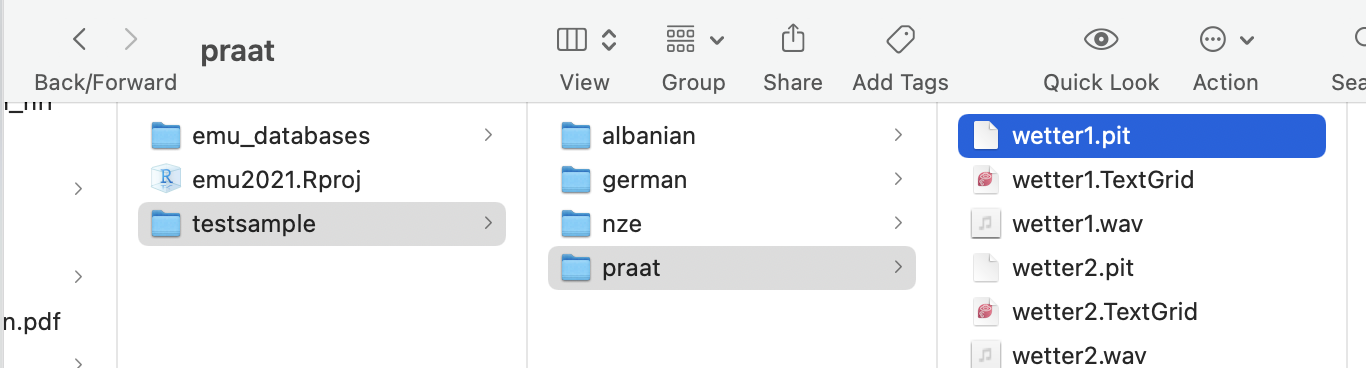 praat
Back/Forward
View
Group
Share
Add Tags
Quick Look
Action
n.pdf
emu_databases
emu2021.Rproj
testsample
albanian
german
nze
praat
wetter1.pit
wetter1.TextGrid
wetter1.wav
wetter2.pit
wetter2.TextGrid
wetter2.wav